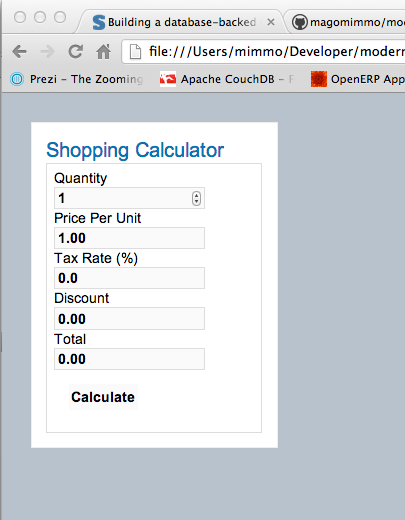 Building a database-backed
magomimmo/mod
file:///Users/mimmo/Developer/modern
Prezi – The Zooming
Apache CouchDB – F
OpenERP App
Shopping Calculator
Quantity
1
Price Per Unit
1.00
Tax Rate (%)
0.0
Discount
0.00
Total
0.00
Calculate